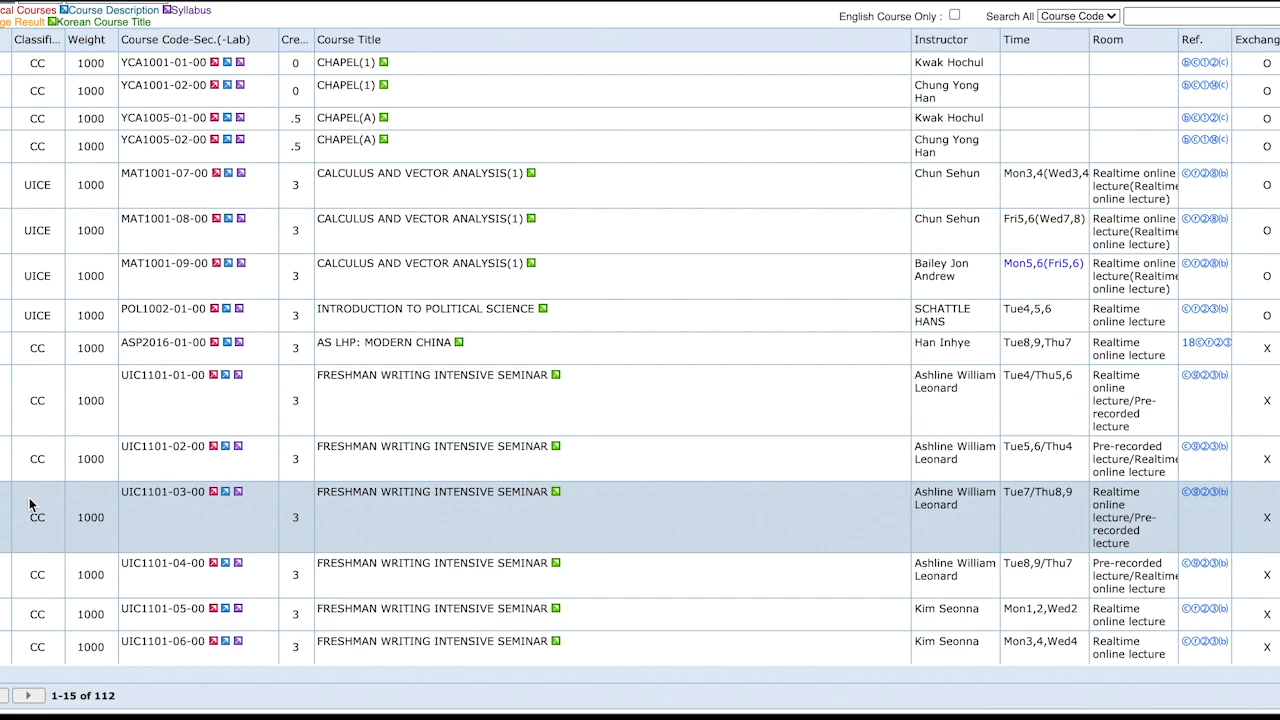 cal Courses Course Description Syllabus
ge Result Korean Course Title
English Course Only : Search All Course Code
Classifi... Weight Course Code-Sec.(-Lab) Cre... Course Title Instructor Time Room Ref. Exchang
CC 1000 YCA1001-01-00 0 CHAPEL(1) Kwak Hochul ⓑⓒ①②(c) O
CC 1000 YCA1001-02-00 0 CHAPEL(1) Chung Yong Han O
CC 1000 YCA1005-01-00 .5 CHAPEL(A) Kwak Hochul ⓑⓒ①②(c) O
CC 1000 YCA1005-02-00 .5 CHAPEL(A) Chung Yong Han O
UICE 1000 MAT1001-07-00 3 CALCULUS AND VECTOR ANALYSIS(1) Chun Sehun Mon3,4(Wed3,4 Realtime online lecture(Realtime online lecture) O
UICE 1000 MAT1001-08-00 3 CALCULUS AND VECTOR ANALYSIS(1) Chun Sehun Fri5,6(Wed7,8) Realtime online lecture(Realtime online lecture) O
UICE 1000 MAT1001-09-00 3 CALCULUS AND VECTOR ANALYSIS(1) Bailey Jon Andrew Mon5,6(Fri5,6) Realtime online lecture(Realtime online lecture) O
UICE 1000 POL1002-01-00 3 INTRODUCTION TO POLITICAL SCIENCE SCHATTLE HANS Tue4,5,6 Realtime online lecture O
CC 1000 ASP2016-01-00 3 AS LHP: MODERN CHINA Han Inhye Tue8,9,Thu7 Realtime online lecture X
CC 1000 UIC1101-01-00 3 FRESHMAN WRITING INTENSIVE SEMINAR Ashline William Leonard Tue4/Thu5,6 Realtime online lecture/Pre-recorded lecture X
CC 1000 UIC1101-02-00 3 FRESHMAN WRITING INTENSIVE SEMINAR Ashline William Leonard Tue5,6/Thu4 Pre-recorded lecture/Realtime online lecture X
CC 1000 UIC1101-03-00 3 FRESHMAN WRITING INTENSIVE SEMINAR Ashline William Leonard Tue7/Thu8,9 Realtime online lecture/Pre-recorded lecture X
CC 1000 UIC1101-04-00 3 FRESHMAN WRITING INTENSIVE SEMINAR Ashline William Leonard Tue8,9/Thu7 Pre-recorded lecture/Realtime online lecture X
CC 1000 UIC1101-05-00 3 FRESHMAN WRITING INTENSIVE SEMINAR Kim Seonna Mon1,2,Wed2 Realtime online lecture X
CC 1000 UIC1101-06-00 3 FRESHMAN WRITING INTENSIVE SEMINAR Kim Seonna Mon3,4,Wed4 Realtime online lecture X
1-15 of 112